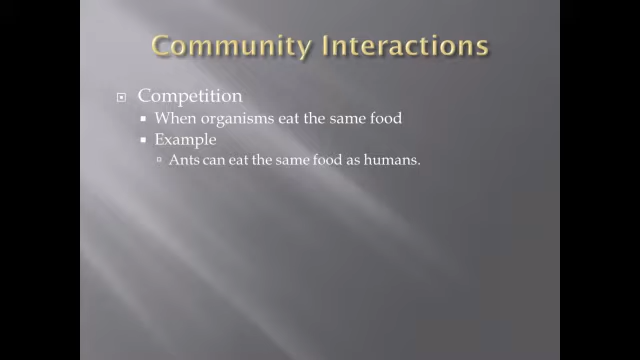 Community Interactions
Competition
When organisms eat the same food
Example
Ants can eat the same food as humans.